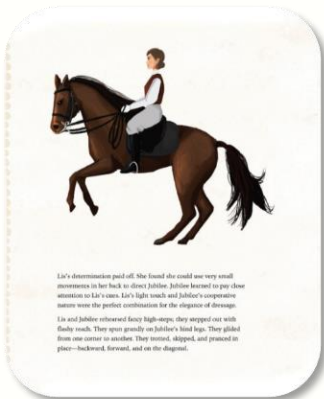 Lis's determination paid off. She found she could use very small
movements in her back to direct Jubilee. Jubilee learned to pay close
attention to Lis's cues. Lis's light touch and Jubilee's cooperative
nature were the perfect combination for the elegance of dressage.
Lis and Jubilee rehearsed fancy high-steps; they stepped out with
flashy reach. They spun grandly on Jubilee's hind legs. They glided
from one corner to another. They trotted, skipped, and pranced in
place—backward, forward, and on the diagonal.